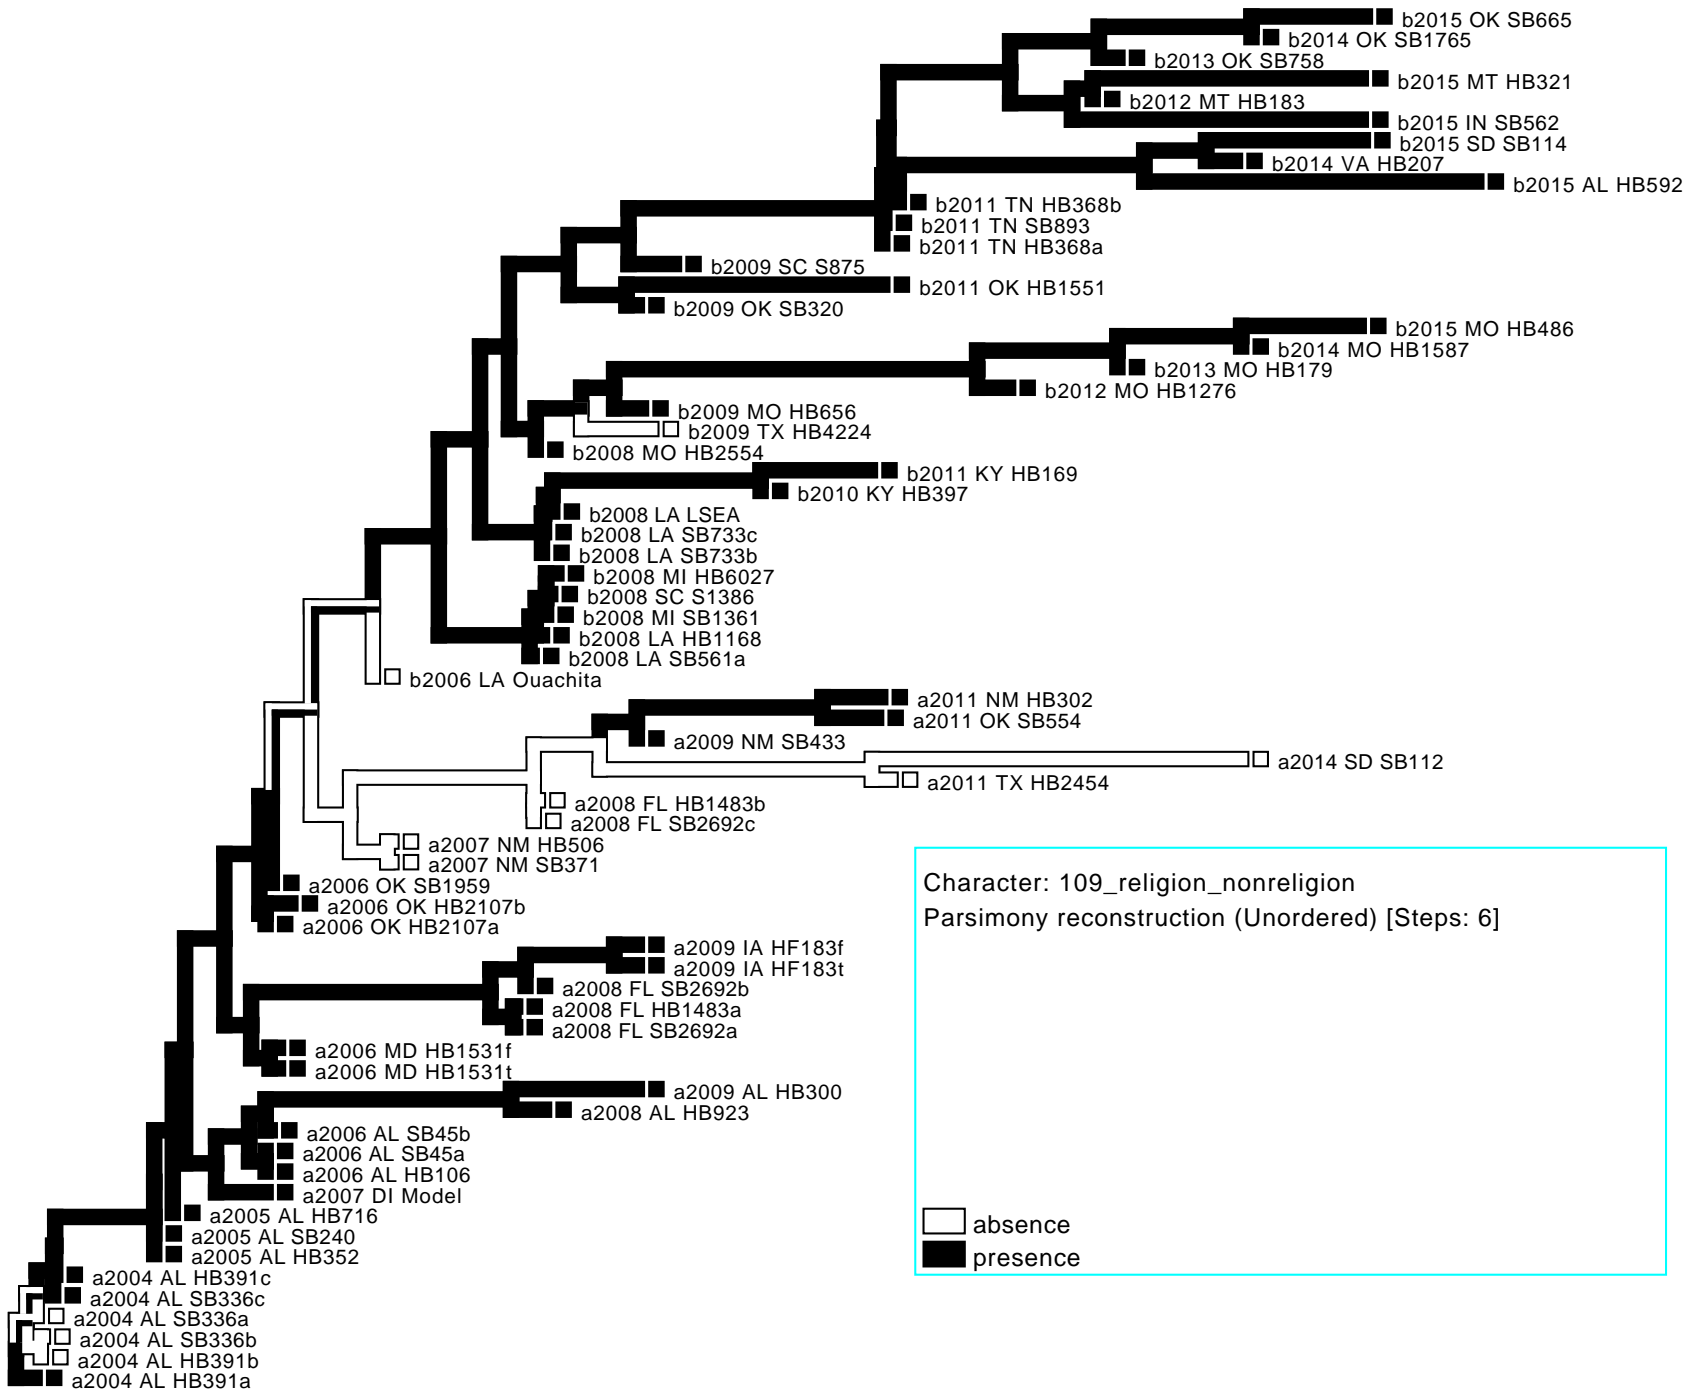 b2015 OK SB665
b2014 OK SB1765
b2013 OK SB758
b2015 MT HB321
b2012 MT HB183
b2015 IN SB562
b2015 SD SB114
b2014 VA HB207
b2015 AL HB592
b2011 TN HB368b
b2011 TN SB893
b2011 TN HB368a
b2009 SC S875
b2011 OK HB1551
b2009 OK SB320
b2015 MO HB486
b2014 MO HB1587
b2013 MO HB179
b2012 MO HB1276
b2009 MO HB656
b2009 TX HB4224
b2008 MO HB2554
b2011 KY HB169
b2010 KY HB397
b2008 LA LSEA
b2008 LA SB733c
b2008 LA SB733b
b2008 MI HB6027
b2008 SC S1386
b2008 MI SB1361
b2008 LA HB1168
b2008 LA SB561a
b2006 LA Ouachita
a2011 NM HB302
a2011 OK SB554
a2009 NM SB433
a2014 SD SB112
a2011 TX HB2454
a2008 FL HB1483b
a2008 FL SB2692c
a2007 NM HB506
a2007 NM SB371
a2006 OK SB1959
a2006 OK HB2107b
a2006 OK HB2107a
a2009 IA HF183f
a2009 IA HF183t
a2008 FL SB2692b
a2008 FL HB1483a
a2008 FL SB2692a
a2006 MD HB1531f
a2006 MD HB1531t
a2009 AL HB300
a2008 AL HB923
a2006 AL SB45b
a2006 AL SB45a
a2006 AL HB106
a2007 DI Model
a2005 AL HB716
a2005 AL SB240
a2005 AL HB352
a2004 AL HB391c
a2004 AL SB336c
a2004 AL SB336a
a2004 AL SB336b
a2004 AL HB391b
a2004 AL HB391a
Character: 109_religion_nonreligion
Parsimony reconstruction (Unordered) [Steps: 6]
absence
presence